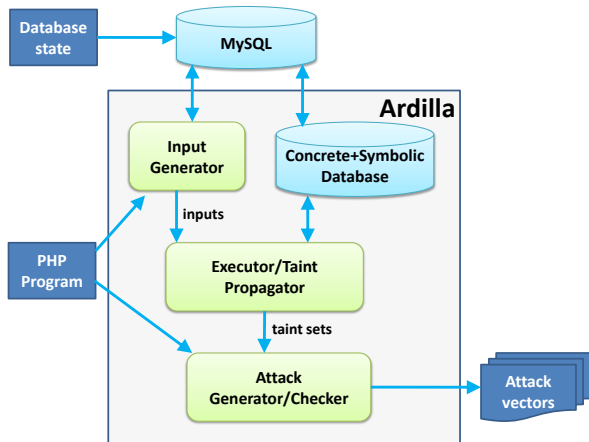 Database
state
MySQL
Ardilla
Input
Generator
Concrete+Symbolic
Database
inputs
PHP
Program
Executor/Taint
Propagator
taint sets
Attack
Generator/Checker
Attack
vectors